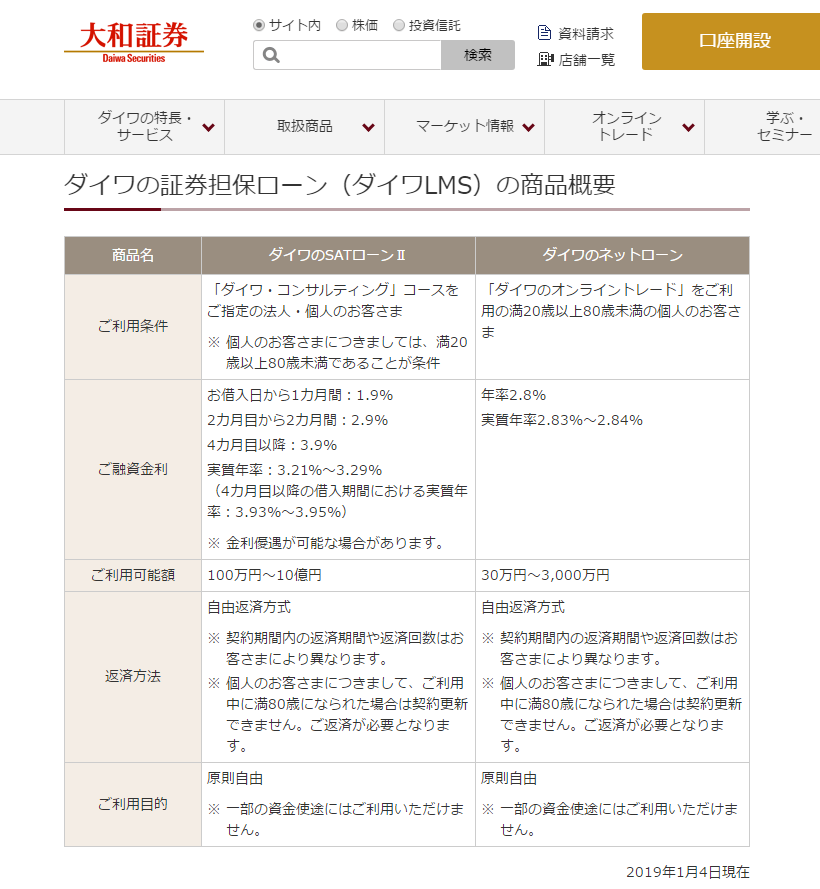 大和証券
Daiwa Securities
サイト内 株価 投資信託
検索
資料請求
店舗一覧
口座開設
ダイワの特長・
サービス
取扱商品
マーケット情報
オンライン
トレード
学ぶ・
セミナー
ダイワの証券担保ローン（ダイワLMS）の商品概要
商品名 ダイワのSATローンⅡ ダイワのネットローン
ご利用条件
「ダイワ・コンサルティング」コースを
ご指定の法人・個人のお客さま
※ 個人のお客さまにつきましては、満20
歳以上80歳未満であることが条件
「ダイワのオンライントレード」をご利
用の満20歳以上80歳未満の個人のお客さ
ま
ご融資金利
お借入日から1カ月間：1.9%
2カ月目から2カ月間：2.9%
4カ月目以降：3.9%
実質年率：3.21%～3.29%
（4カ月目以降の借入期間における実質年
率：3.93%～3.95%）
※ 金利優遇が可能な場合があります。
年率2.8%
実質年率2.83%～2.84%
ご利用可能額 100万円～10億円 30万円～3,000万円
返済方法
自由返済方式
※ 契約期間内の返済期間や返済回数はお
客さまにより異なります。
※ 個人のお客さまにつきまして、ご利用
中に満80歳になられた場合は契約更新
できません。ご返済が必要となりま
す。
自由返済方式
※ 契約期間内の返済期間や返済回数はお
客さまにより異なります。
※ 個人のお客さまにつきまして、ご利用
中に満80歳になられた場合は契約更新
できません。ご返済が必要となりま
す。
ご利用目的
原則自由
※ 一部の資金使途にはご利用いただけま
せん。
原則自由
※ 一部の資金使途にはご利用いただけま
せん。
2019年1月4日現在